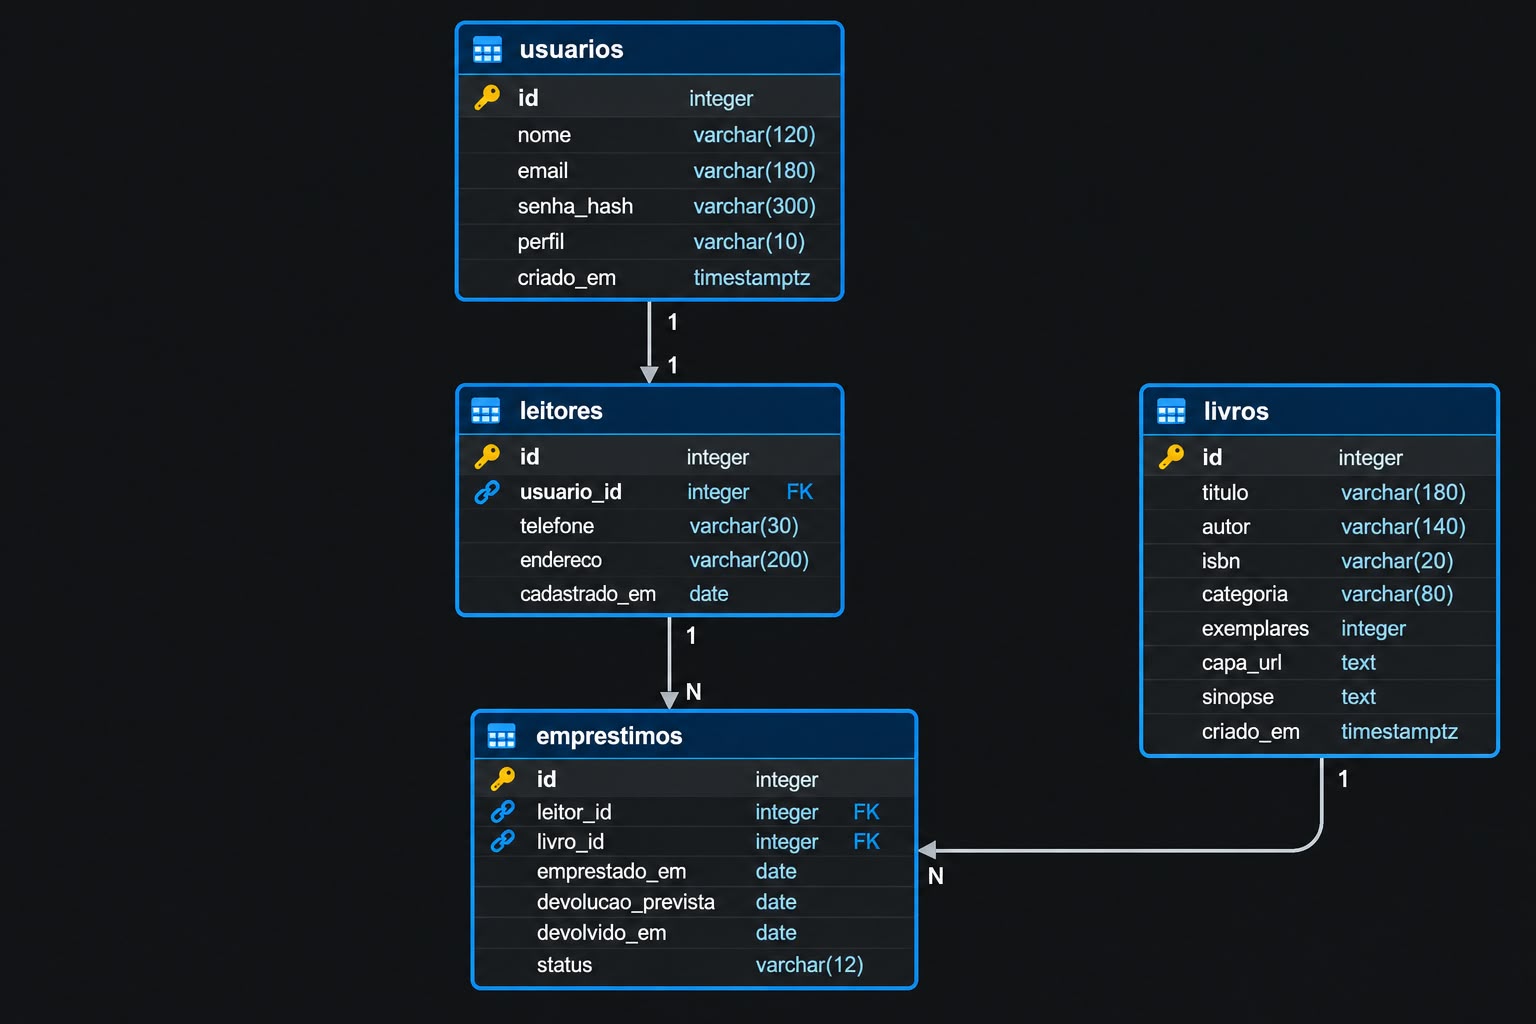 usuarios
id integer
nome varchar(120)
email varchar(180)
senha_hash varchar(300)
perfil varchar(10)
criado_em timestamptz
1
1
leitores
id integer
usuario_id integer FK
telefone varchar(30)
endereco varchar(200)
cadastrado_em date
1
N
livros
id integer
titulo varchar(180)
autor varchar(140)
isbn varchar(20)
categoria varchar(80)
exemplares integer
capa_url text
sinopse text
criado_em timestamptz
1
N
emprestimos
id integer
leitor_id integer FK
livro_id integer FK
emprestado_em date
devolucao_prevista date
devolvido_em date
status varchar(12)